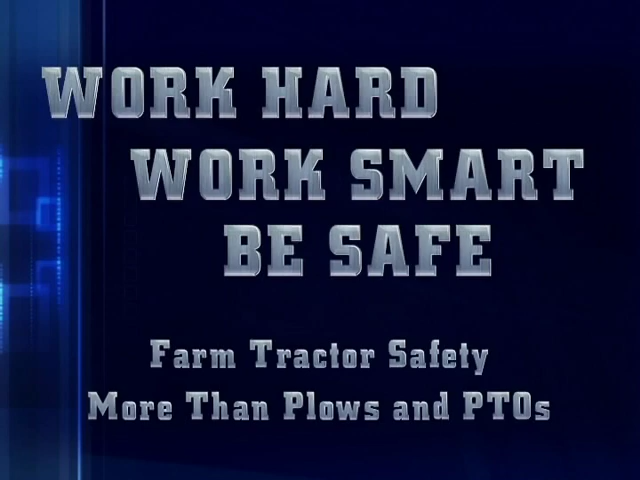 WORK HARD
WORK SMART
BE SAFE
Farm Tractor Safety
More Than Plows and PTOs